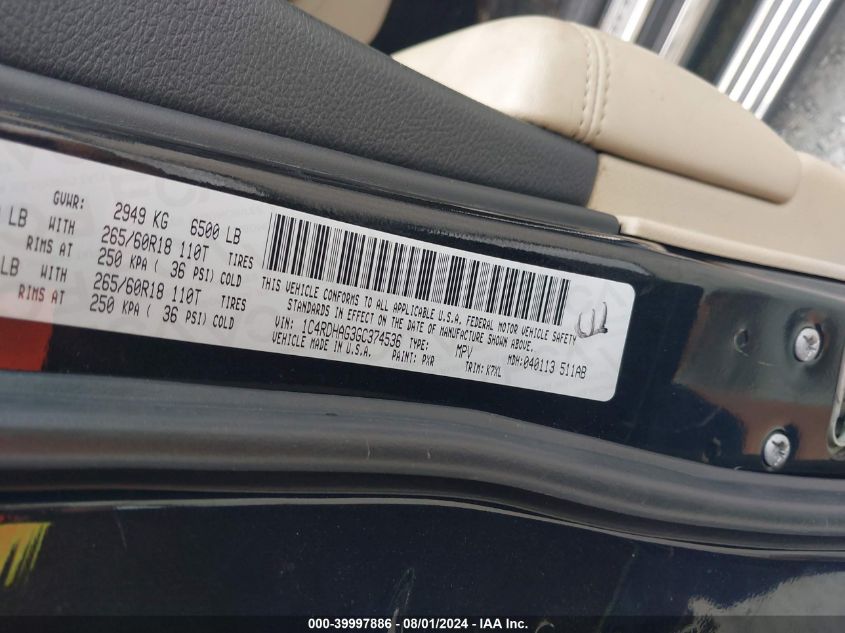 GVWR: 2949 KG 6500 LB
LB WITH 265/60R18 110T TIRES
RIMS AT 250 KPA ( 36 PSI) COLD
LB WITH 265/60R18 110T TIRES
RIMS AT 250 KPA ( 36 PSI) COLD
THIS VEHICLE CONFORMS TO ALL APPLICABLE U.S.A. FEDERAL MOTOR VEHICLE SAFETY
STANDARDS IN EFFECT ON THE DATE OF MANUFACTURE SHOWN ABOVE.
VIN: 1C4RDHAG3GC374536 TYPE: MPV MDH:040113 511AB
VEHICLE MADE IN U.S.A. PAINT: PXR TRIM: K7XL
000-39997886 - 08/01/2024 - IAA Inc.